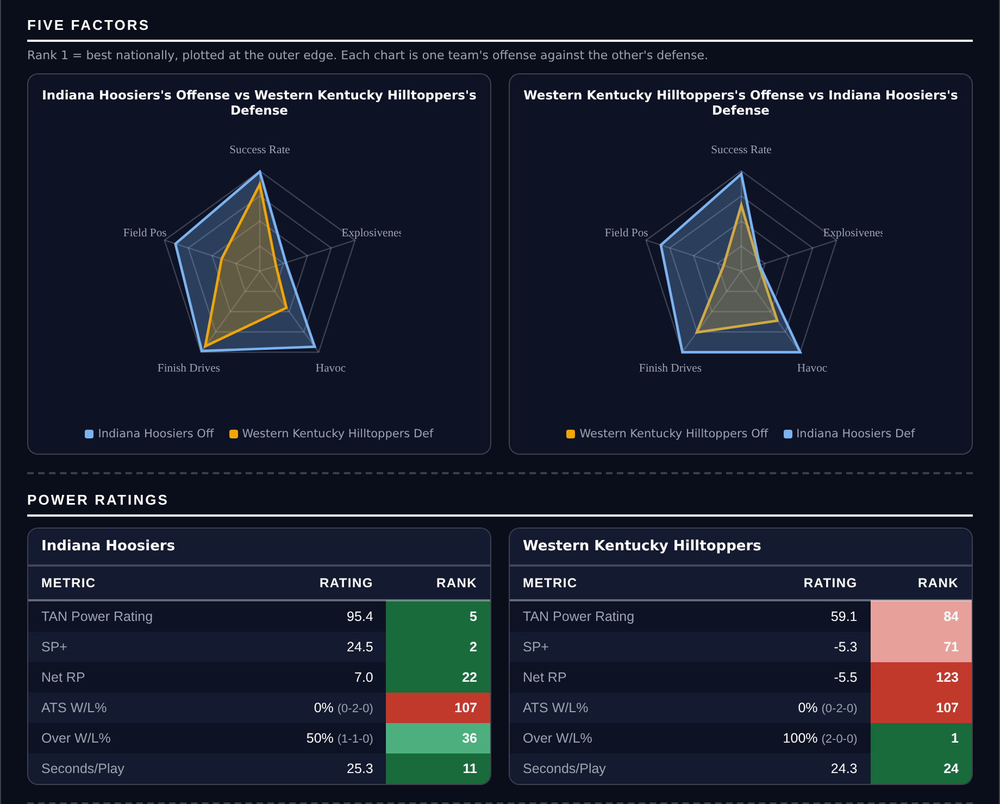 FIVE FACTORS
Rank 1 = best nationally, plotted at the outer edge. Each chart is one team's offense against the other's defense.
Indiana Hoosiers's Offense vs Western Kentucky Hilltoppers's
Defense
Success Rate
Field Pos
Explosivenes
Finish Drives
Havoc
Indiana Hoosiers Off
Western Kentucky Hilltoppers Def
Western Kentucky Hilltoppers's Offense vs Indiana Hoosiers's
Defense
Success Rate
Field Pos
Explosivenes
Finish Drives
Havoc
Western Kentucky Hilltoppers Off
Indiana Hoosiers Def
POWER RATINGS
Indiana Hoosiers
METRIC RATING RANK
TAN Power Rating 95.4 5
SP+ 24.5 2
Net RP 7.0 22
ATS W/L% 0% (0-2-0) 107
Over W/L% 50% (1-1-0) 36
Seconds/Play 25.3 11
Western Kentucky Hilltoppers
METRIC RATING RANK
TAN Power Rating 59.1 84
SP+ -5.3 71
Net RP -5.5 123
ATS W/L% 0% (0-2-0) 107
Over W/L% 100% (2-0-0) 1
Seconds/Play 24.3 24